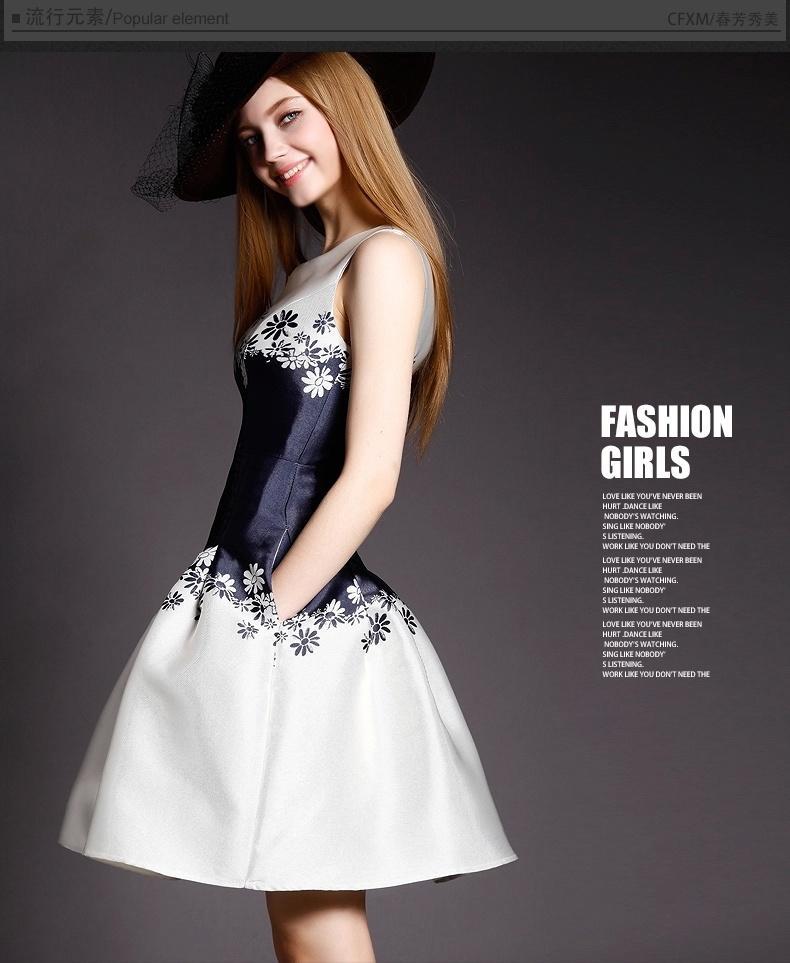 流行元素/Popular element
CFXM/春芳秀美
FASHION
GIRLS
LOVE LIKE YOU'VE NEVER BEEN
HURT .DANCE LIKE
NOBODY'S WATCHING.
SING LIKE NOBODY'
S LISTENING.
WORK LIKE YOU DON'T NEED THE
LOVE LIKE YOU'VE NEVER BEEN
HURT .DANCE LIKE
NOBODY'S WATCHING.
SING LIKE NOBODY'
S LISTENING.
WORK LIKE YOU DON'T NEED THE
LOVE LIKE YOU'VE NEVER BEEN
HURT .DANCE LIKE
NOBODY'S WATCHING.
SING LIKE NOBODY'
S LISTENING.
WORK LIKE YOU DON'T NEED THE